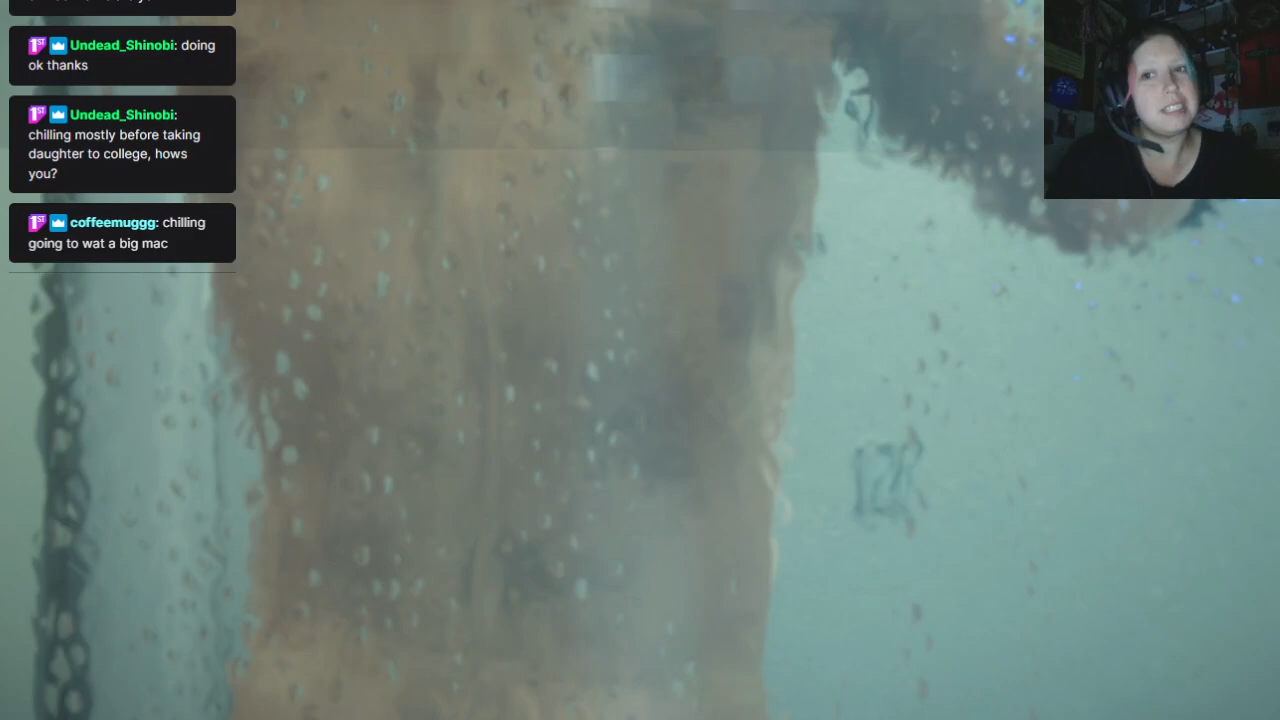 Undead_Shinobi: doing
ok thanks
Undead_Shinobi:
chilling mostly before taking
daughter to college, hows
you?
coffeemuggg: chilling
going to wat a big mac